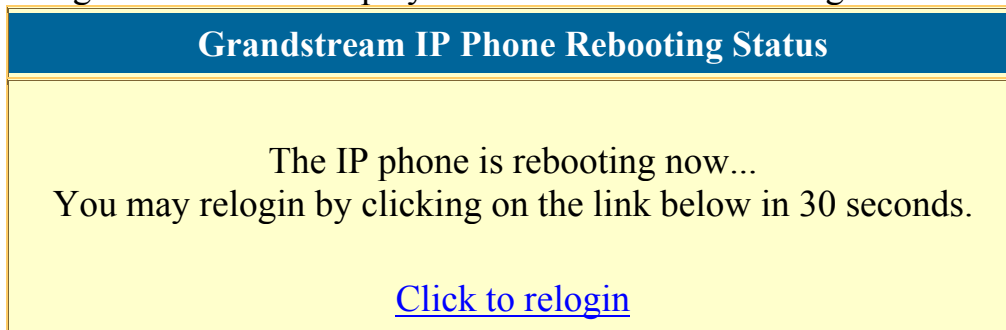 Grandstream IP Phone Rebooting Status
The IP phone is rebooting now...
You may relogin by clicking on the link below in 30 seconds.
Click to relogin